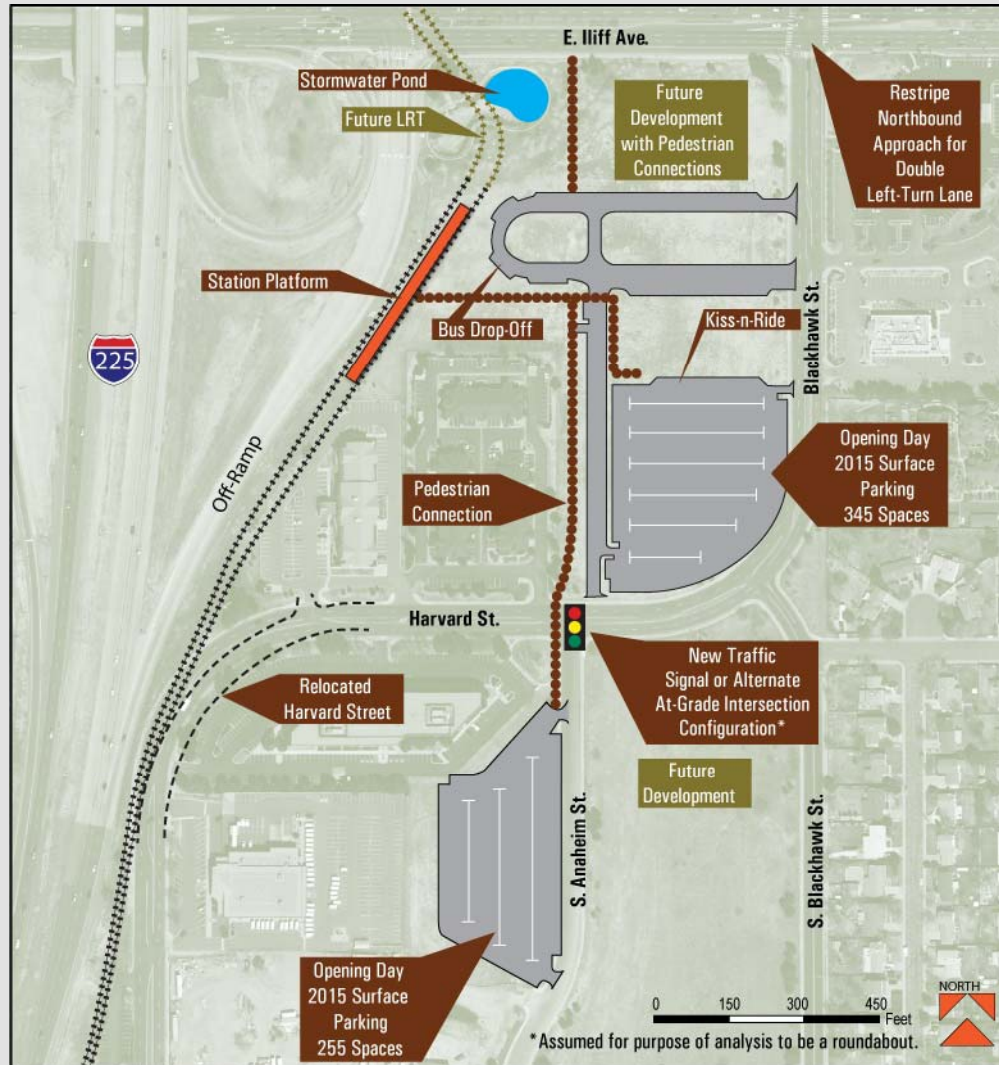 E. Iliff Ave.
Stormwater Pond
Future LRT
Future
Development
with Pedestrian
Connections
Restripe
Northbound
Approach for
Double
Left-Turn Lane
Station Platform
Bus Drop-Off
Kiss-n-Ride
Blackhawk St.
225
Off-Ramp
Pedestrian
Connection
Opening Day
2015 Surface
Parking
345 Spaces
Harvard St.
Relocated
Harvard Street
New Traffic
Signal or Alternate
At-Grade Intersection
Configuration*
Future
Development
S. Anaheim St.
S. Blackhawk St.
Opening Day
2015 Surface
Parking
255 Spaces
0 150 300 450
Feet
NORTH
*Assumed for purpose of analysis to be a roundabout.